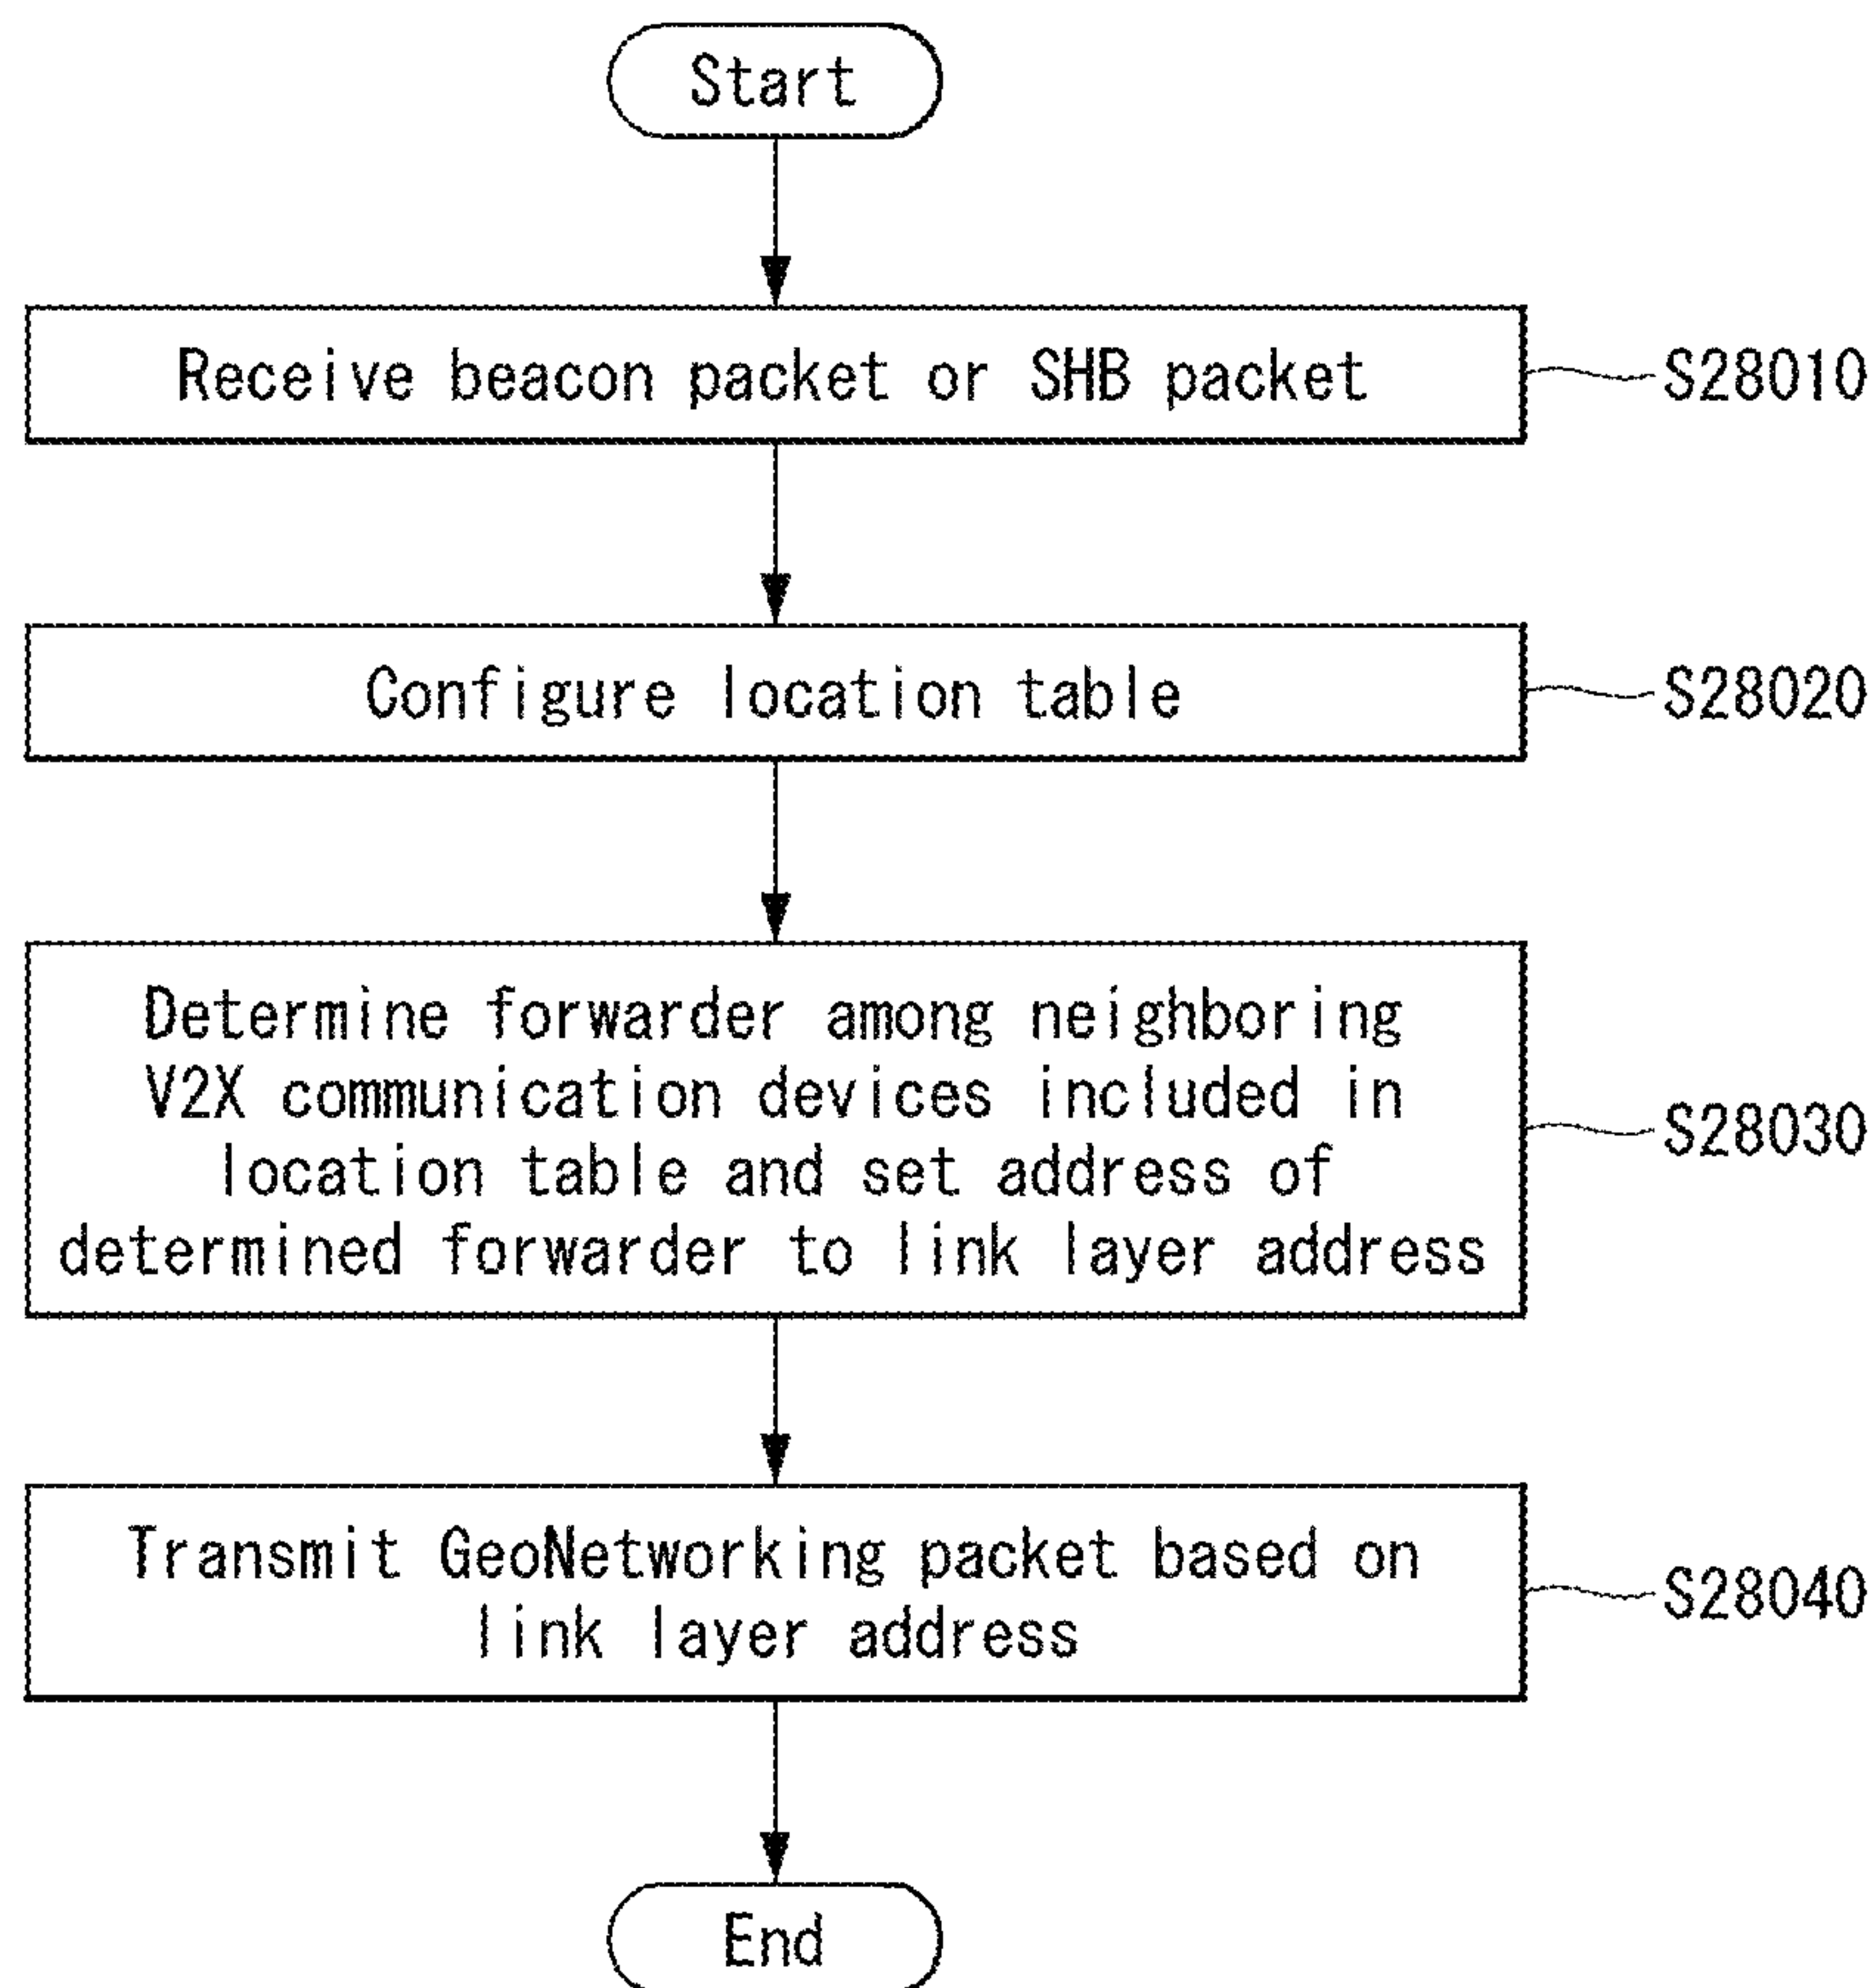 Start
Receive beacon packet or SHB packet
S28010
Configure location table
S28020
Determine forwarder among neighboring
V2X communication devices included in
location table and set address of
determined forwarder to link layer address
S28030
Transmit GeoNetworking packet based on
link layer address
S28040
End